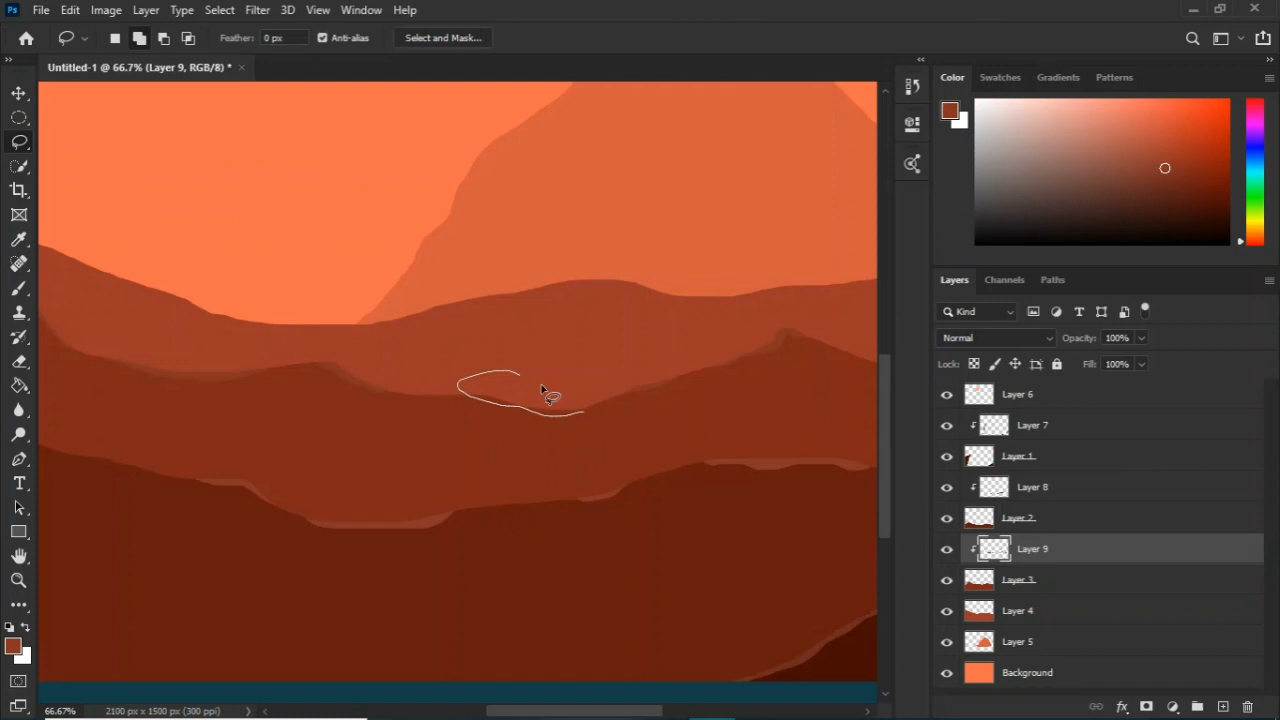 Ps File Edit Image Layer Type Select Filter 3D View Window Help
Feather: 0 px Anti-alias Select and Mask...
Untitled-1 @ 66.7% (Layer 9, RGB/8) *
Color Swatches Gradients Patterns
Layers Channels Paths
Kind
Normal Opacity: 100%
Lock: Fill: 100%
Layer 6
Layer 7
Layer 1
Layer 8
Layer 2
Layer 9
Layer 3
Layer 4
Layer 5
Background
66.67% 2100 px x 1500 px (300 ppi)
fx